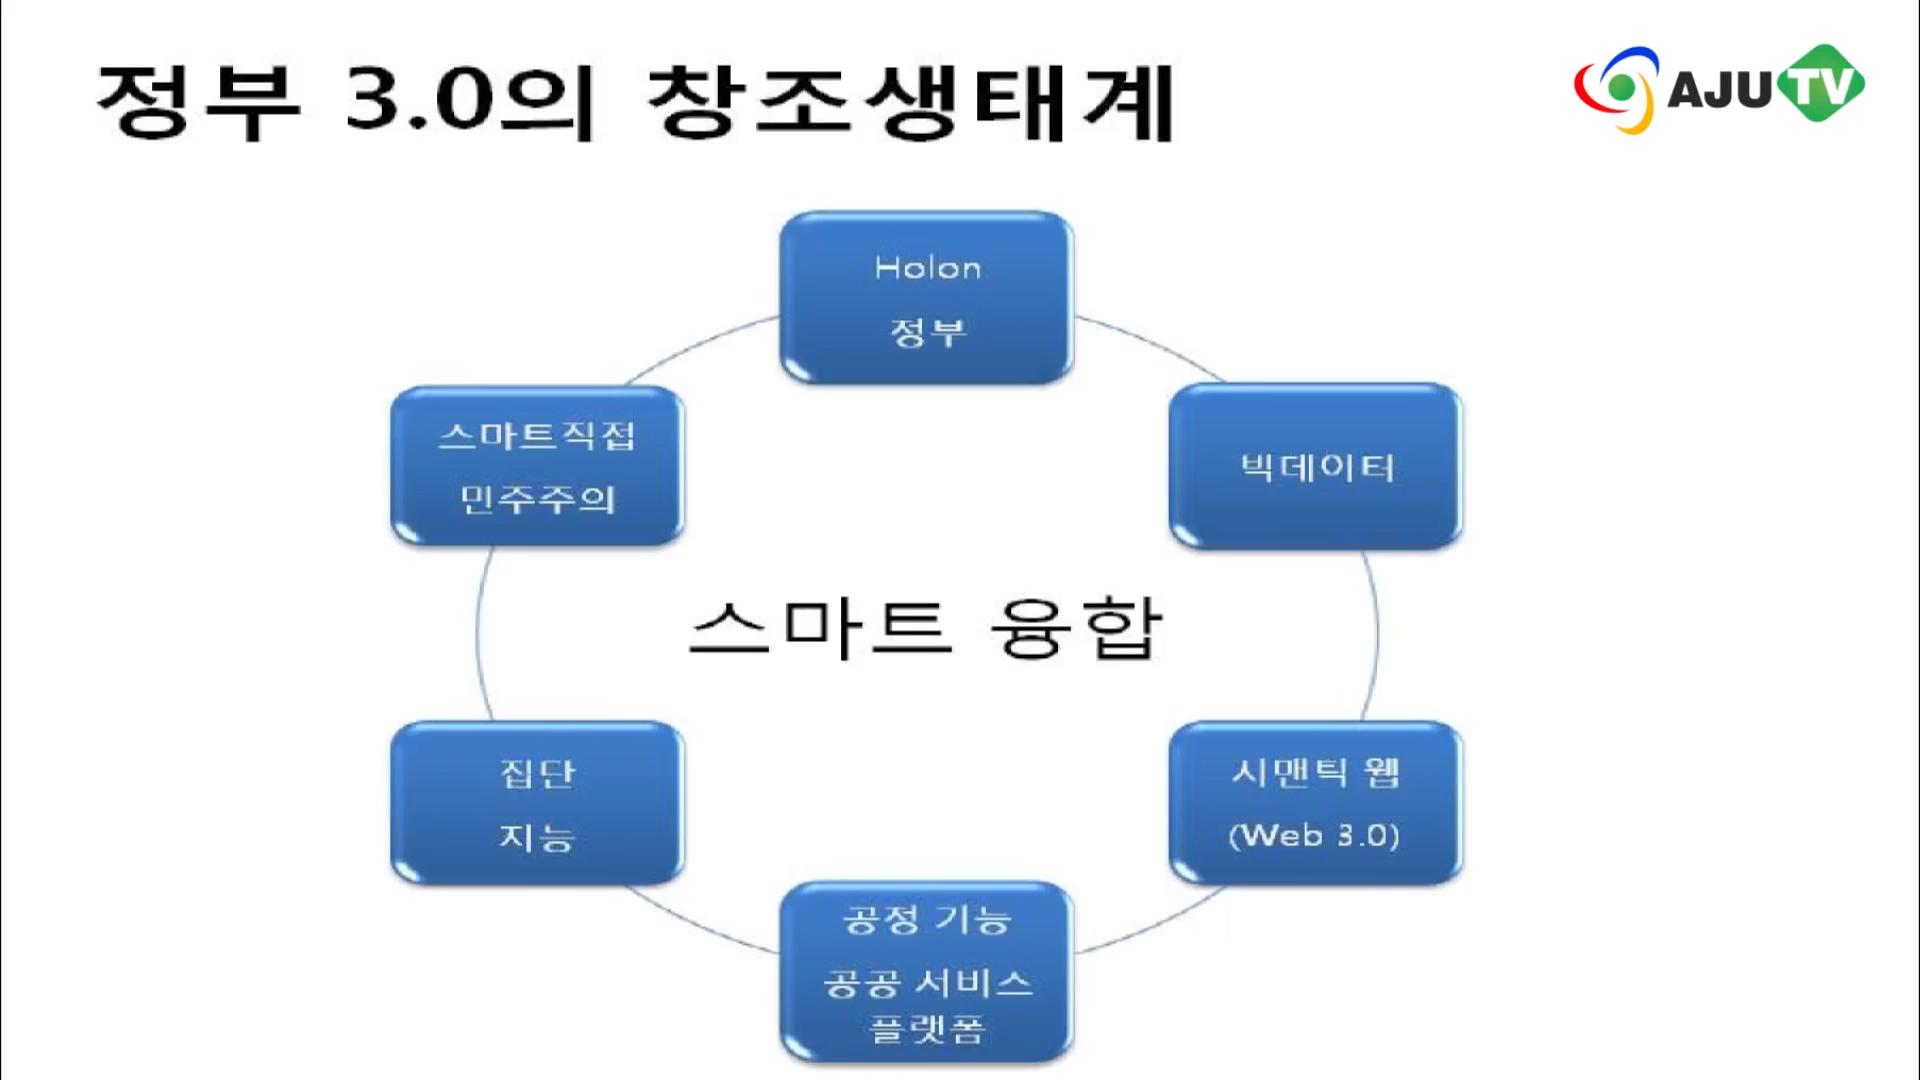 정부 3.0의 창조생태계
AJU TV
Holon
정부
스마트직접
민주주의
빅데이터
스마트 융합
집단
지능
시맨틱 웹
(Web 3.0)
공정 기능
공공 서비스
플랫폼